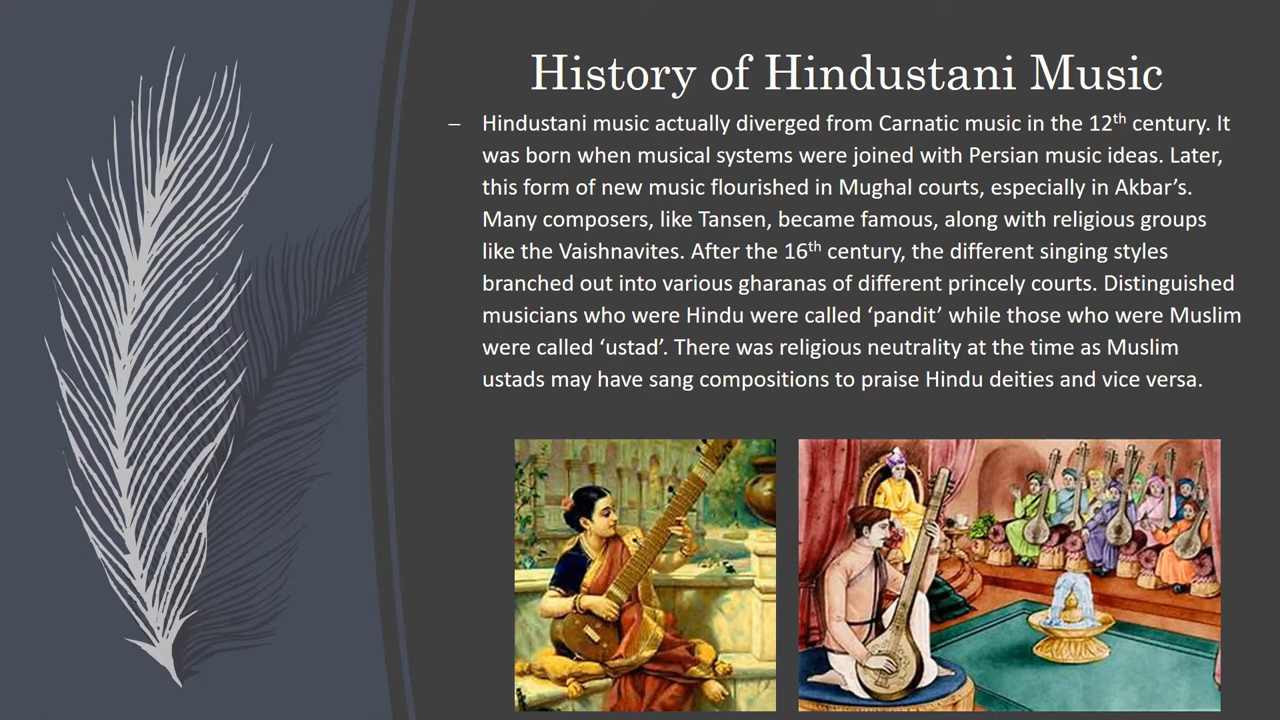 History of Hindustani Music
– Hindustani music actually diverged from Carnatic music in the 12th century. It
was born when musical systems were joined with Persian music ideas. Later,
this form of new music flourished in Mughal courts, especially in Akbar’s.
Many composers, like Tansen, became famous, along with religious groups
like the Vaishnavites. After the 16th century, the different singing styles
branched out into various gharanas of different princely courts. Distinguished
musicians who were Hindu were called ‘pandit’ while those who were Muslim
were called ‘ustad’. There was religious neutrality at the time as Muslim
ustads may have sang compositions to praise Hindu deities and vice versa.